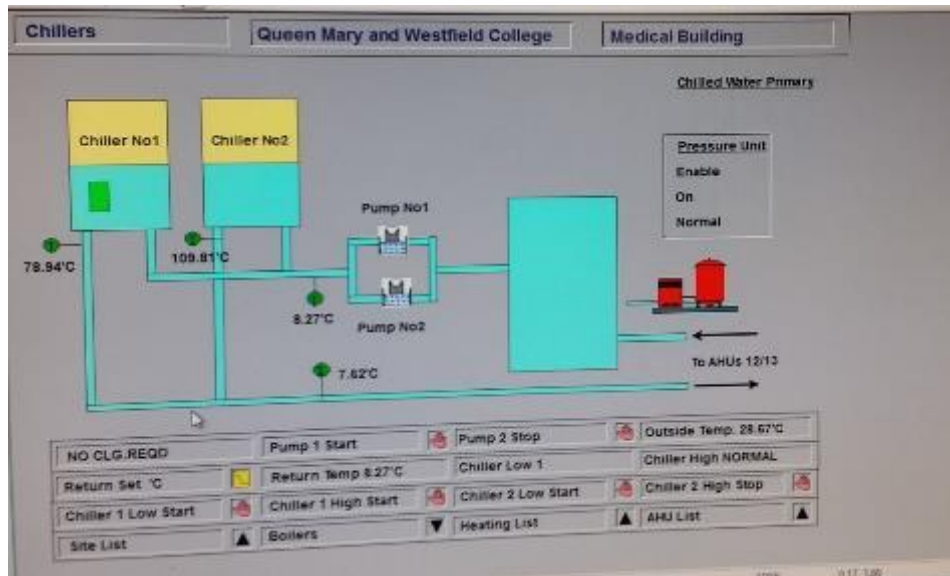 Chillers
Queen Mary and Westfield College
Medical Building
Chilled Water Primary
Chiller No1
Chiller No2
Pressure Unit
Enable
On
Normal
Pump No1
78.94°C
109.81°C
8.27°C
Pump No2
7.62°C
To AHUs 12/13
NO CLG.REQD
Pump 1 Start
Pump 2 Stop
Outside Temp. 28.67°C
Return Set °C
Return Temp 8.27°C
Chiller Low 1
Chiller High NORMAL
Chiller 1 Low Start
Chiller 1 High Start
Chiller 2 Low Start
Chiller 2 High Stop
Site List
Boilers
Heating List
AHU List